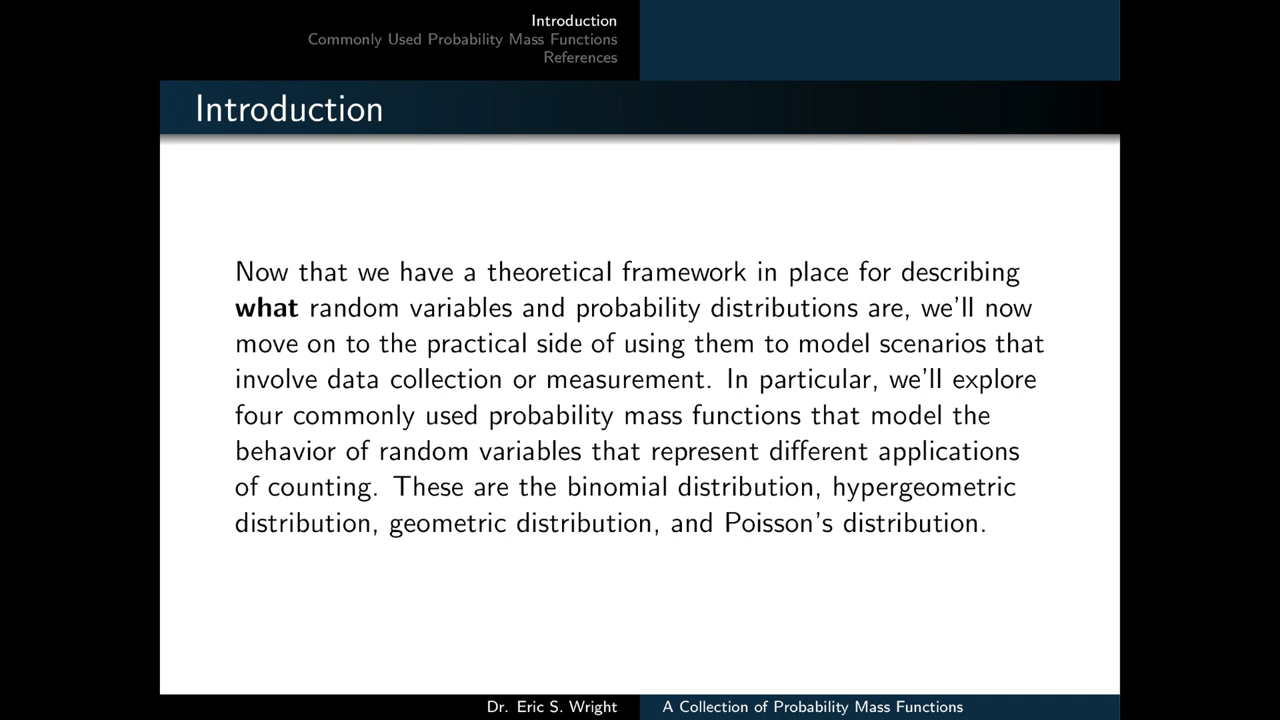 Introduction
Commonly Used Probability Mass Functions
References
Introduction
Now that we have a theoretical framework in place for describing
what random variables and probability distributions are, we'll now
move on to the practical side of using them to model scenarios that
involve data collection or measurement. In particular, we'll explore
four commonly used probability mass functions that model the
behavior of random variables that represent different applications
of counting. These are the binomial distribution, hypergeometric
distribution, geometric distribution, and Poisson's distribution.
Dr. Eric S. Wright
A Collection of Probability Mass Functions